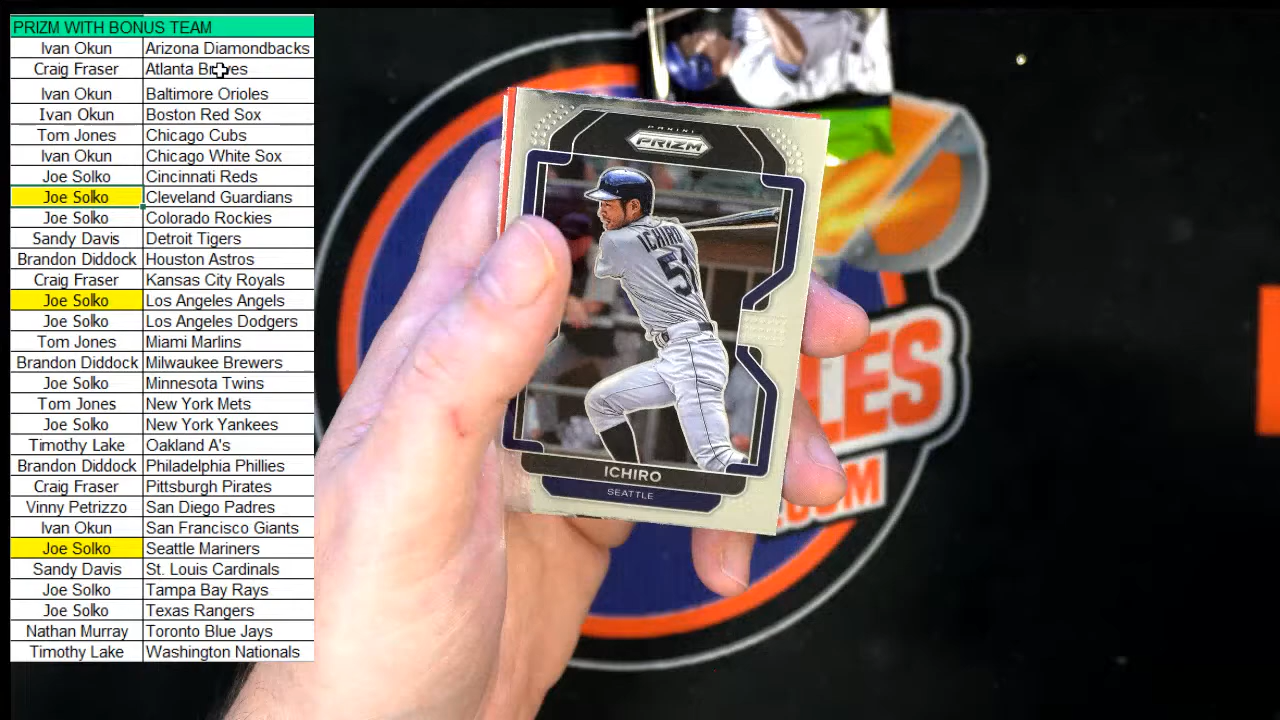 PRIZM WITH BONUS TEAM
Ivan Okun Arizona Diamondbacks
Craig Fraser Atlanta Braves
Ivan Okun Baltimore Orioles
Ivan Okun Boston Red Sox
Tom Jones Chicago Cubs
Ivan Okun Chicago White Sox
Joe Solko Cincinnati Reds
Joe Solko Cleveland Guardians
Joe Solko Colorado Rockies
Sandy Davis Detroit Tigers
Brandon Diddock Houston Astros
Craig Fraser Kansas City Royals
Joe Solko Los Angeles Angels
Joe Solko Los Angeles Dodgers
Tom Jones Miami Marlins
Brandon Diddock Milwaukee Brewers
Joe Solko Minnesota Twins
Tom Jones New York Mets
Joe Solko New York Yankees
Timothy Lake Oakland A's
Brandon Diddock Philadelphia Phillies
Craig Fraser Pittsburgh Pirates
Vinny Petrizzo San Diego Padres
Ivan Okun San Francisco Giants
Joe Solko Seattle Mariners
Sandy Davis St. Louis Cardinals
Joe Solko Tampa Bay Rays
Joe Solko Texas Rangers
Nathan Murray Toronto Blue Jays
Timothy Lake Washington Nationals
PANINI
PRIZM
ICHIRO
51
ICHIRO
SEATTLE